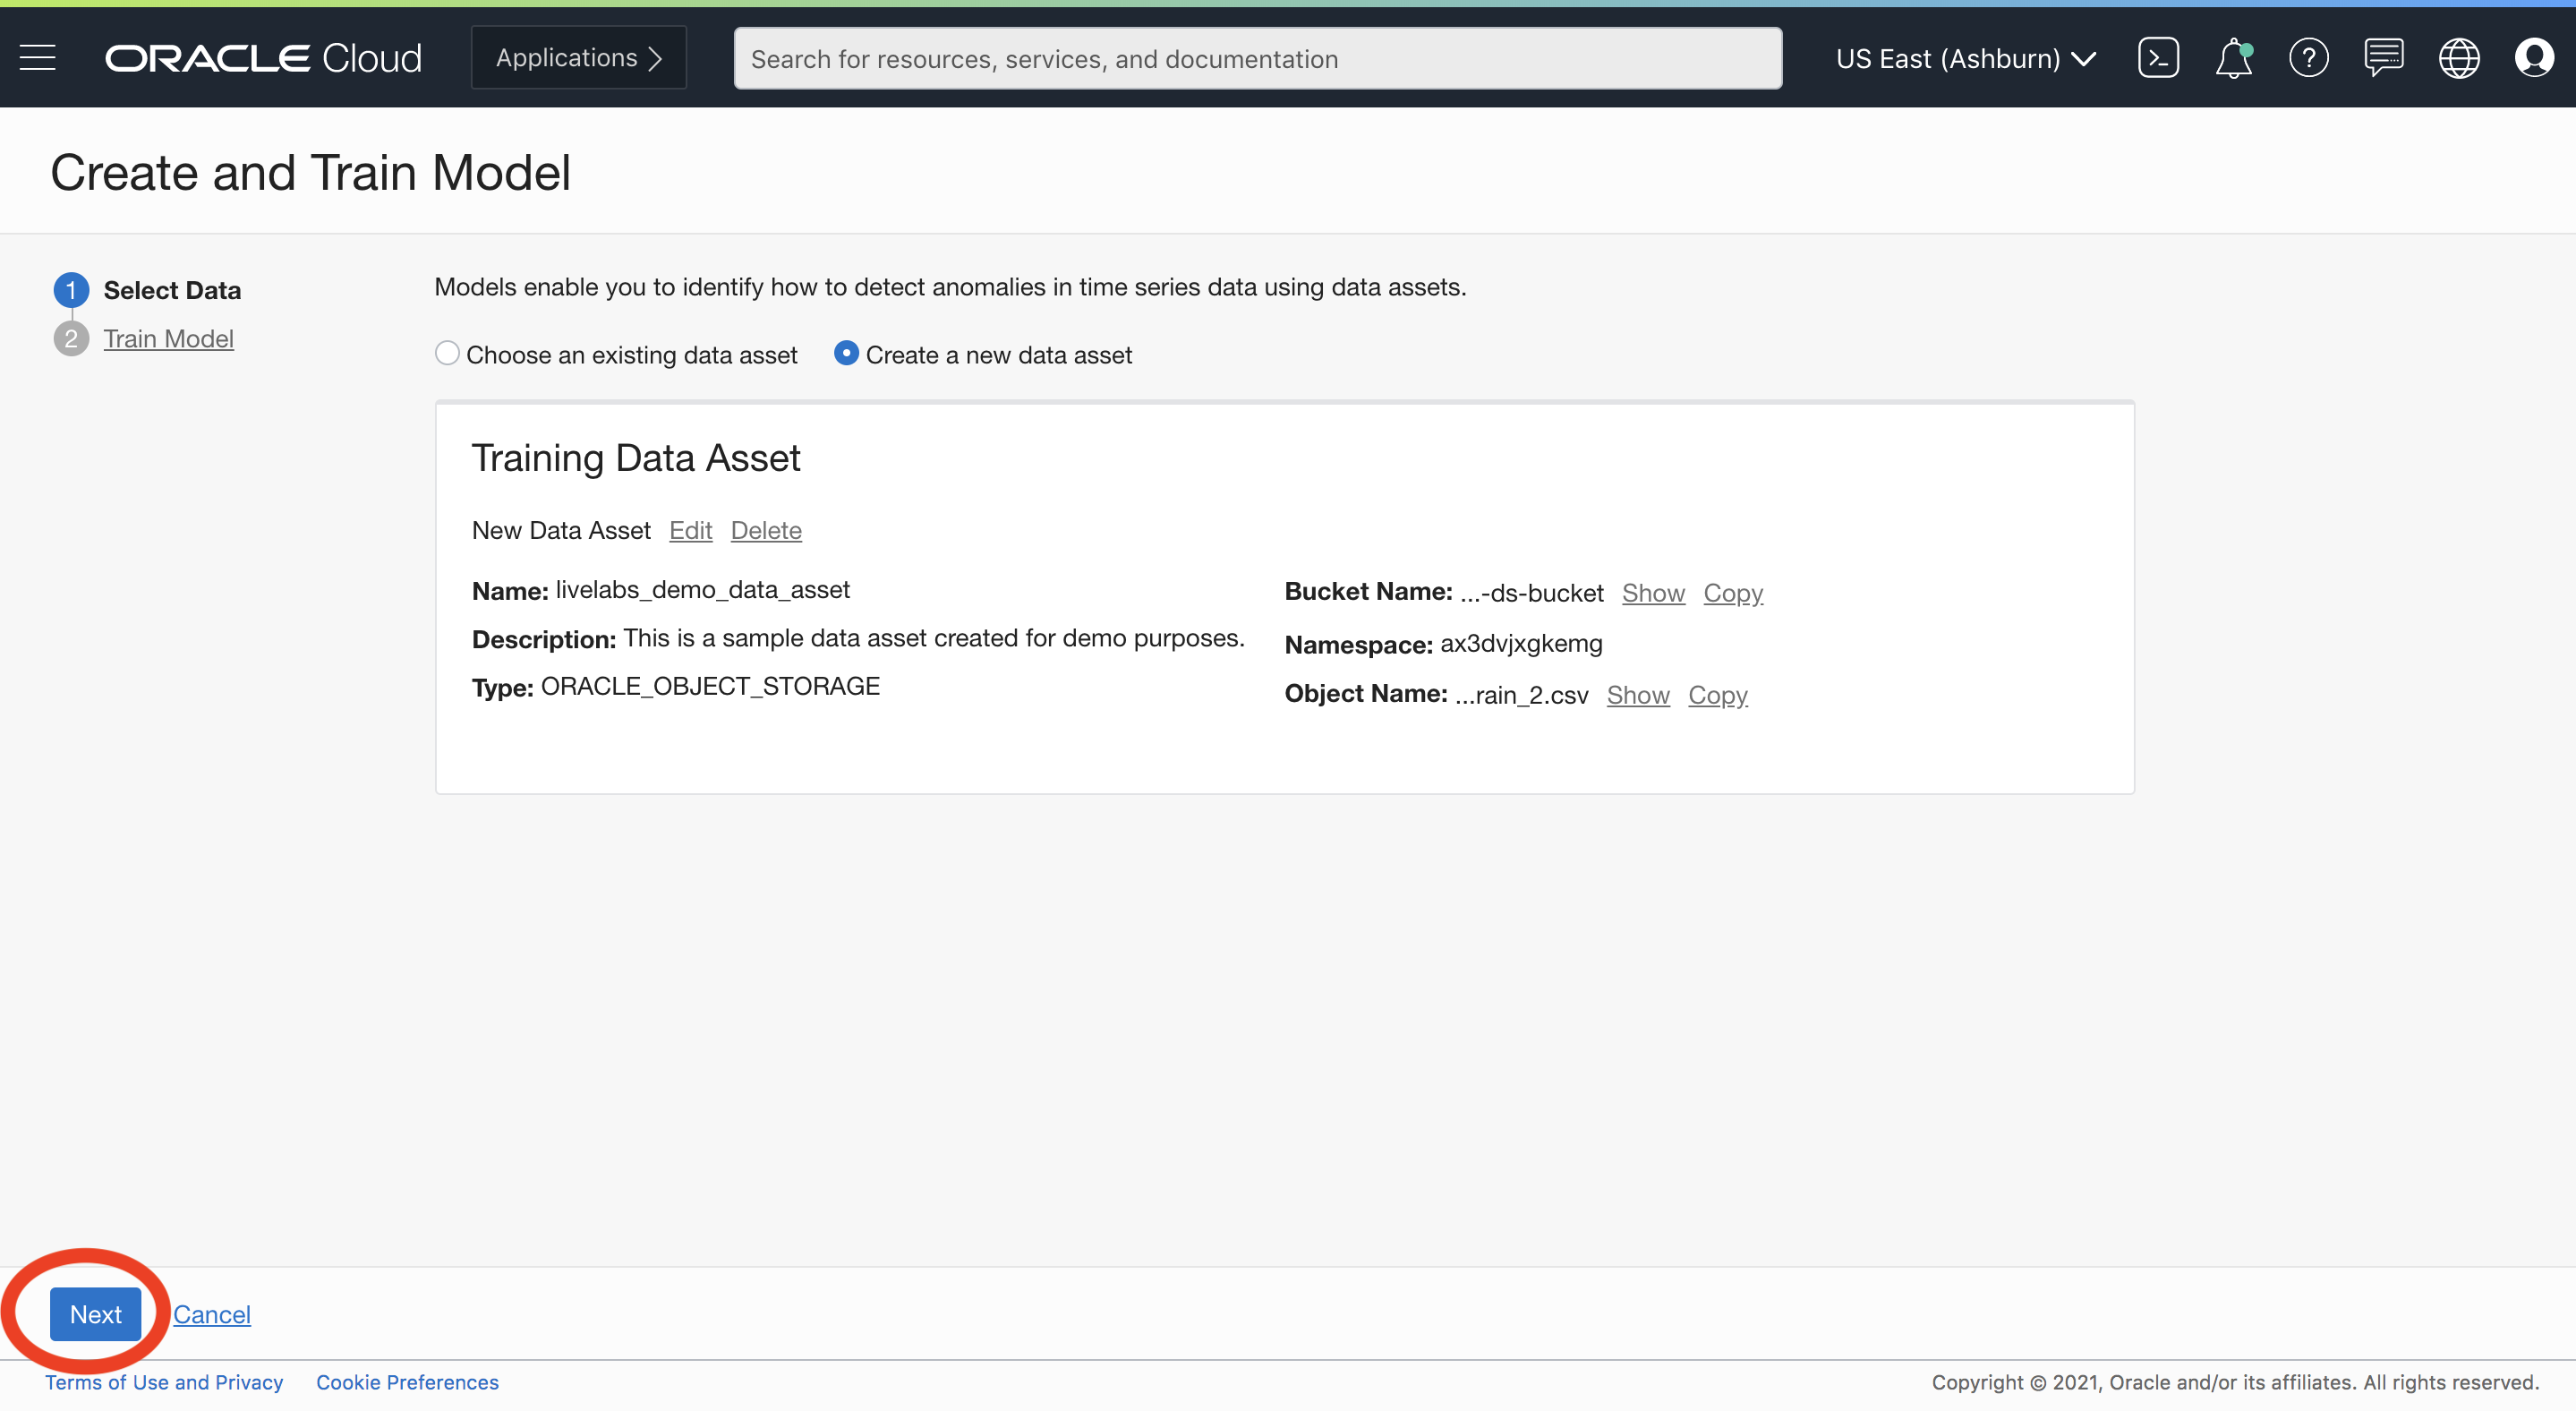 ORACLE Cloud
Applications
Search for resources, services, and documentation
US East (Ashburn)
Create and Train Model
1 Select Data
2 Train Model
Models enable you to identify how to detect anomalies in time series data using data assets.
Choose an existing data asset Create a new data asset
Training Data Asset
New Data Asset Edit Delete
Name: livelabs_demo_data_asset
Description: This is a sample data asset created for demo purposes.
Type: ORACLE_OBJECT_STORAGE
Bucket Name: ...-ds-bucket Show Copy
Namespace: ax3dvjxgkemg
Object Name: ...rain_2.csv Show Copy
Next Cancel
Terms of Use and Privacy Cookie Preferences
Copyright © 2021, Oracle and/or its affiliates. All rights reserved.